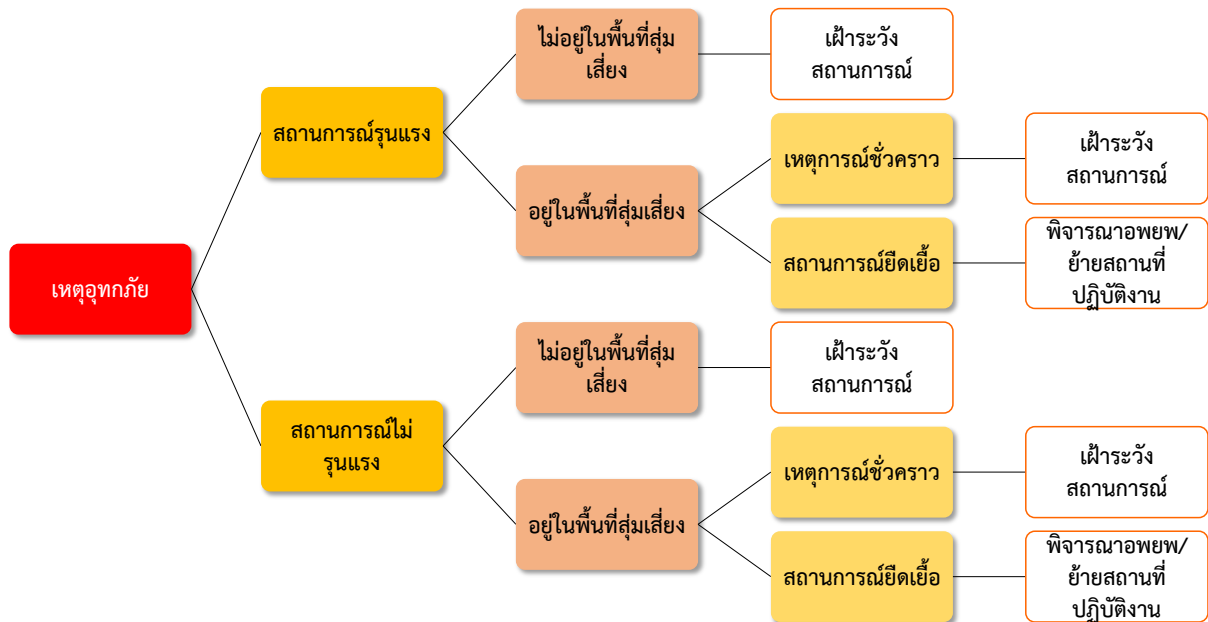 เหตุอุทกภัย
สถานการณ์รุนแรง
ไม่อยู่ในพื้นที่สุ่ม
เสี่ยง
เฝ้าระวัง
สถานการณ์
อยู่ในพื้นที่สุ่มเสี่ยง
เหตุการณ์ชั่วคราว
เฝ้าระวัง
สถานการณ์
สถานการณ์ยืดเยื้อ
พิจารณาอพยพ/
ย้ายสถานที่
ปฏิบัติงาน
สถานการณ์ไม่
รุนแรง
ไม่อยู่ในพื้นที่สุ่ม
เสี่ยง
เฝ้าระวัง
สถานการณ์
อยู่ในพื้นที่สุ่มเสี่ยง
เหตุการณ์ชั่วคราว
เฝ้าระวัง
สถานการณ์
สถานการณ์ยืดเยื้อ
พิจารณาอพยพ/
ย้ายสถานที่
ปฏิบัติงาน